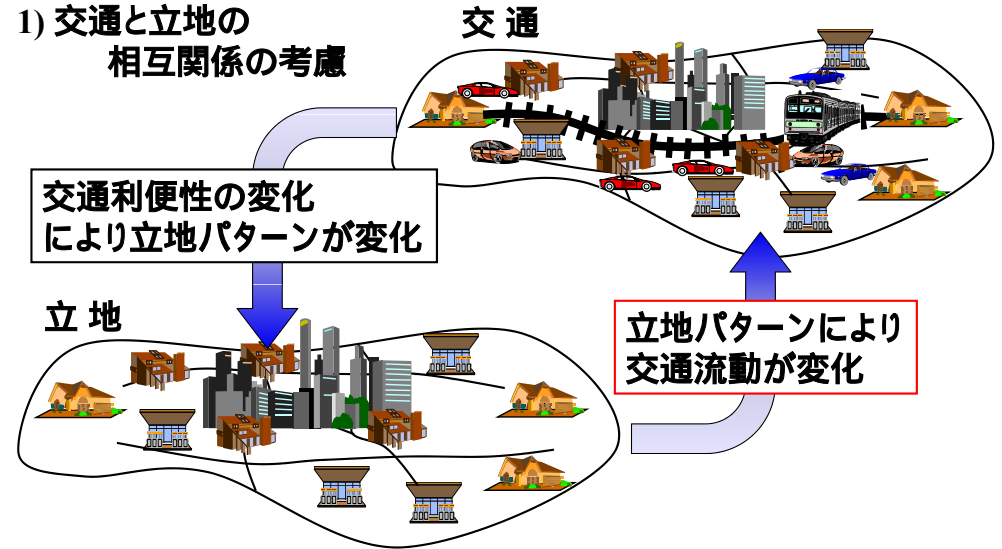 1) 交通と立地の
相互関係の考慮
交 通
交通利便性の変化
により立地パターンが変化
立 地
立地パターンにより
交通流動が変化